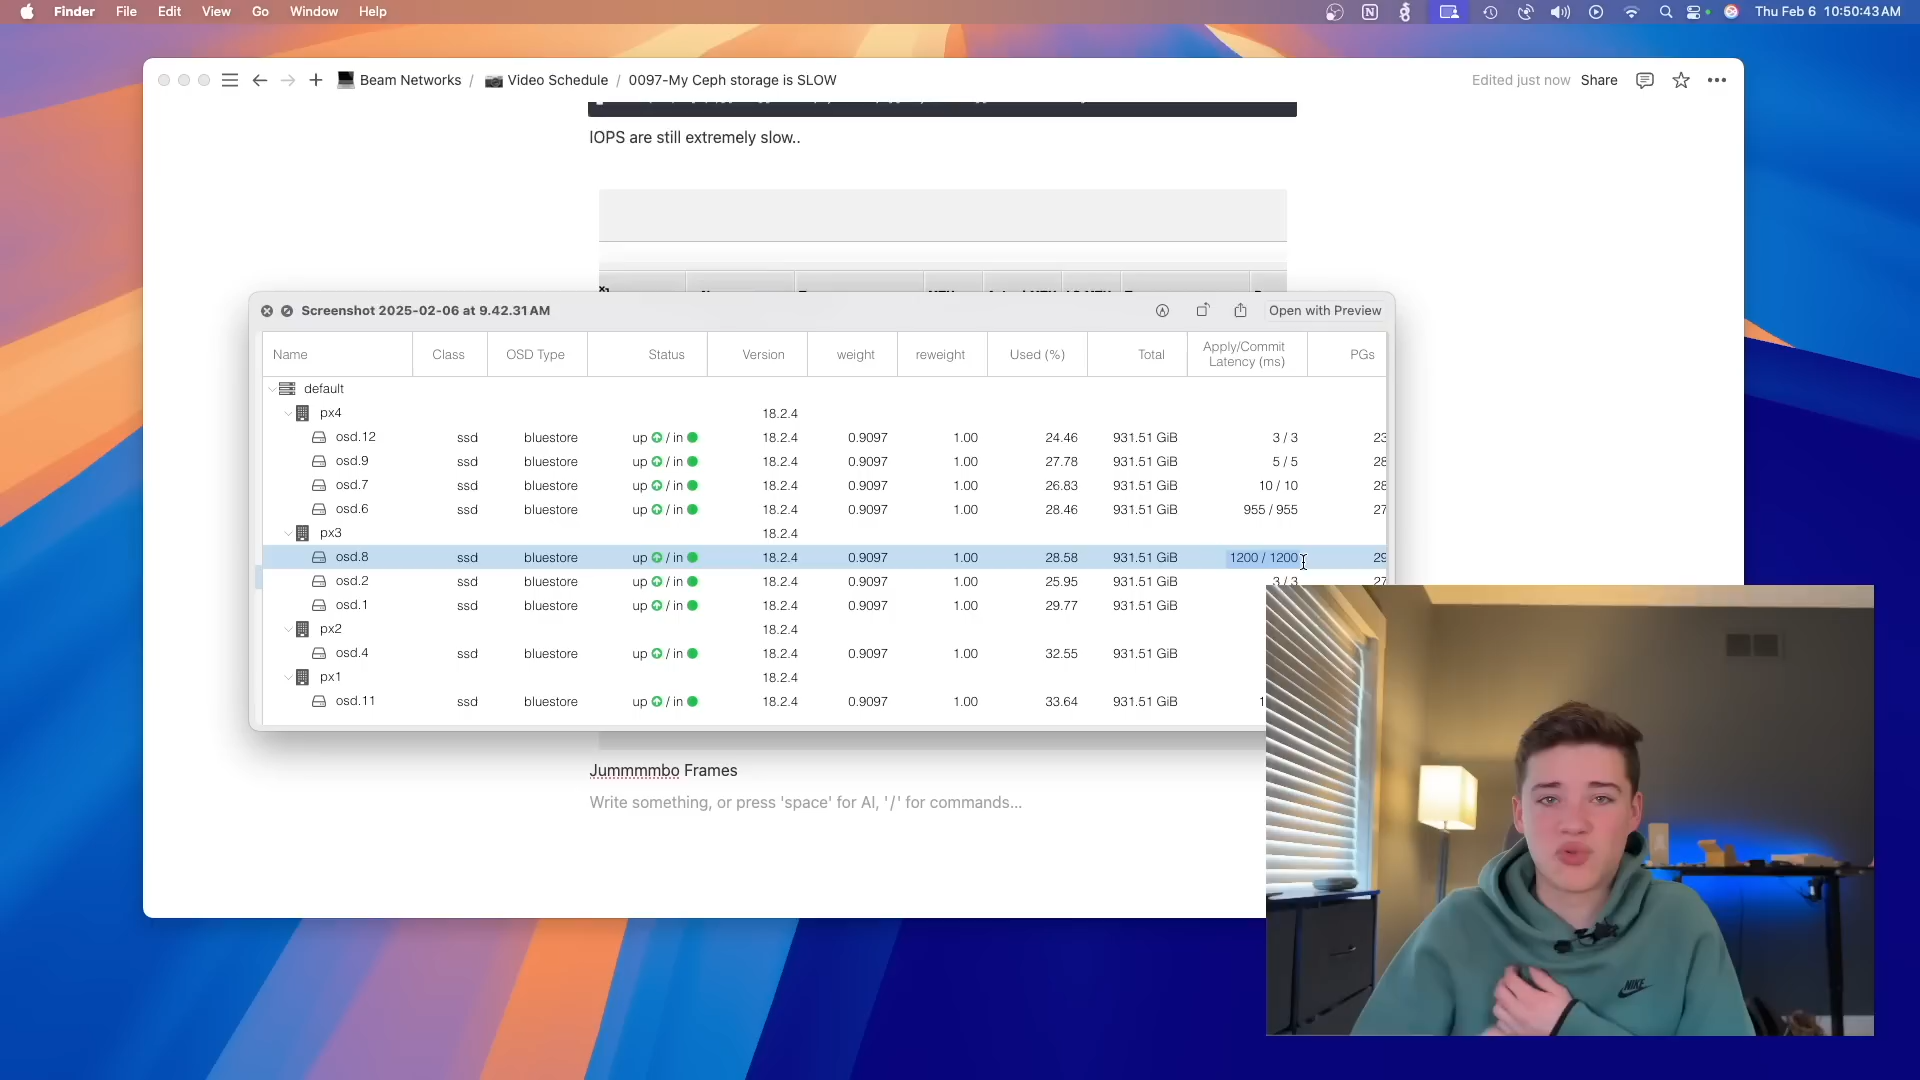 Finder File Edit View Go Window Help
Thu Feb 6 10:50:43 AM
Beam Networks / Video Schedule / 0097-My Ceph storage is SLOW
Edited just now Share
IOPS are still extremely slow..
Screenshot 2025-02-06 at 9.42.31 AM
Open with Preview
Name Class OSD Type Status Version weight reweight Used (%) Total Apply/Commit Latency (ms) PGs
default
px4 18.2.4
osd.12 ssd bluestore up / in 18.2.4 0.9097 1.00 24.46 931.51 GiB 3 / 3 23
osd.9 ssd bluestore up / in 18.2.4 0.9097 1.00 27.78 931.51 GiB 5 / 5 28
osd.7 ssd bluestore up / in 18.2.4 0.9097 1.00 26.83 931.51 GiB 10 / 10 28
osd.6 ssd bluestore up / in 18.2.4 0.9097 1.00 28.46 931.51 GiB 955 / 955 27
px3 18.2.4
osd.8 ssd bluestore up / in 18.2.4 0.9097 1.00 28.58 931.51 GiB 1200 / 1200 29
osd.2 ssd bluestore up / in 18.2.4 0.9097 1.00 25.95 931.51 GiB 3 / 3 27
osd.1 ssd bluestore up / in 18.2.4 0.9097 1.00 29.77 931.51 GiB
px2 18.2.4
osd.4 ssd bluestore up / in 18.2.4 0.9097 1.00 32.55 931.51 GiB
px1 18.2.4
osd.11 ssd bluestore up / in 18.2.4 0.9097 1.00 33.64 931.51 GiB 1
Jummmmbo Frames
Write something, or press 'space' for AI, '/' for commands...
NIKE